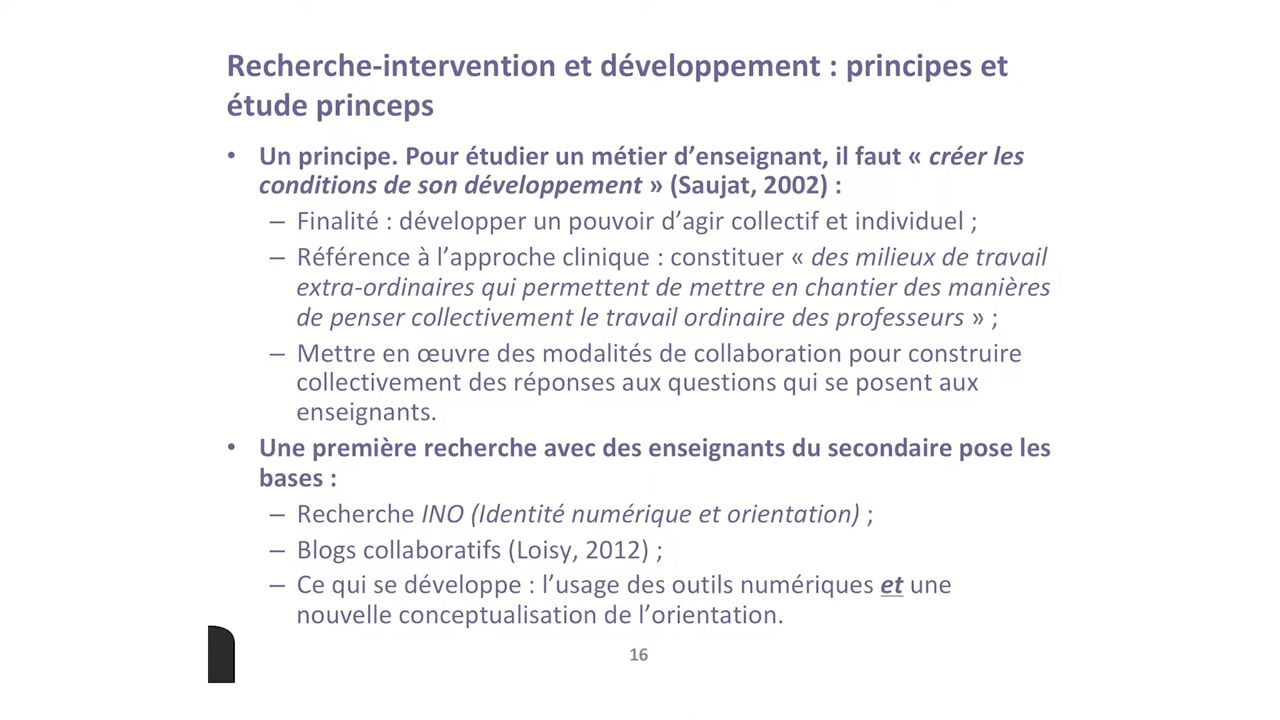 Recherche-intervention et développement : principes et
étude princeps
• Un principe. Pour étudier un métier d’enseignant, il faut « créer les
conditions de son développement » (Saujat, 2002) :
– Finalité : développer un pouvoir d’agir collectif et individuel ;
– Référence à l’approche clinique : constituer « des milieux de travail
extra-ordinaires qui permettent de mettre en chantier des manières
de penser collectivement le travail ordinaire des professeurs » ;
– Mettre en œuvre des modalités de collaboration pour construire
collectivement des réponses aux questions qui se posent aux
enseignants.
• Une première recherche avec des enseignants du secondaire pose les
bases :
– Recherche INO (Identité numérique et orientation) ;
– Blogs collaboratifs (Loisy, 2012) ;
– Ce qui se développe : l’usage des outils numériques et une
nouvelle conceptualisation de l’orientation.
16